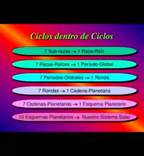 Ciclos dentro de Ciclos
7 Sub-razas → 1 Raza-Raíz
7 Razas-Raíces → 1 Período Global
7 Períodos-Globales → 1 Ronda
7 Rondas → 1 Cadena-Planetaria
7 Cadenas-Planetarias → 1 Esquema Planetario
10 Esquemas Planetarios → Nuestro Sistema Solar